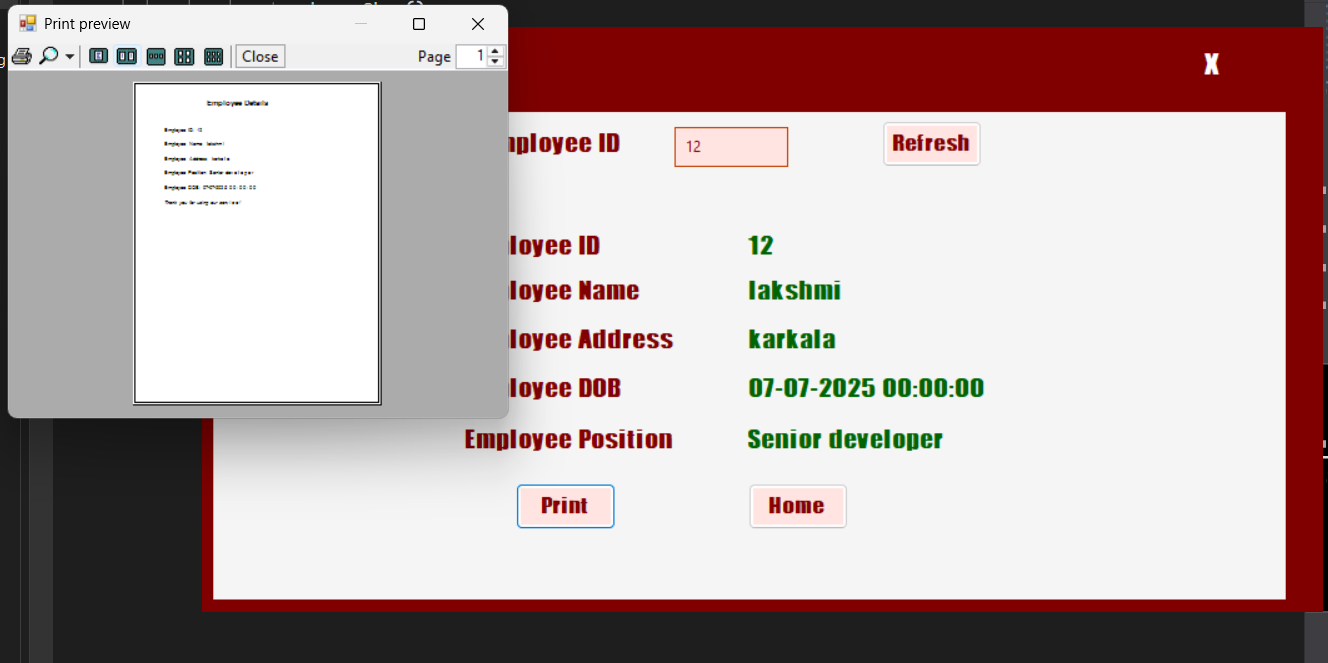 Print preview
Close
Page 1
Employee Details
Employee ID: 12
Employee Name: lakshmi
Employee Address: karkala
Employee Position: Senior developer
Employee DOB: 07-07-2025 00:00:00
Thank you for using our service!
X
ployee ID
12
Refresh
loyee ID
12
loyee Name
lakshmi
loyee Address
karkala
loyee DOB
07-07-2025 00:00:00
Employee Position
Senior developer
Print
Home